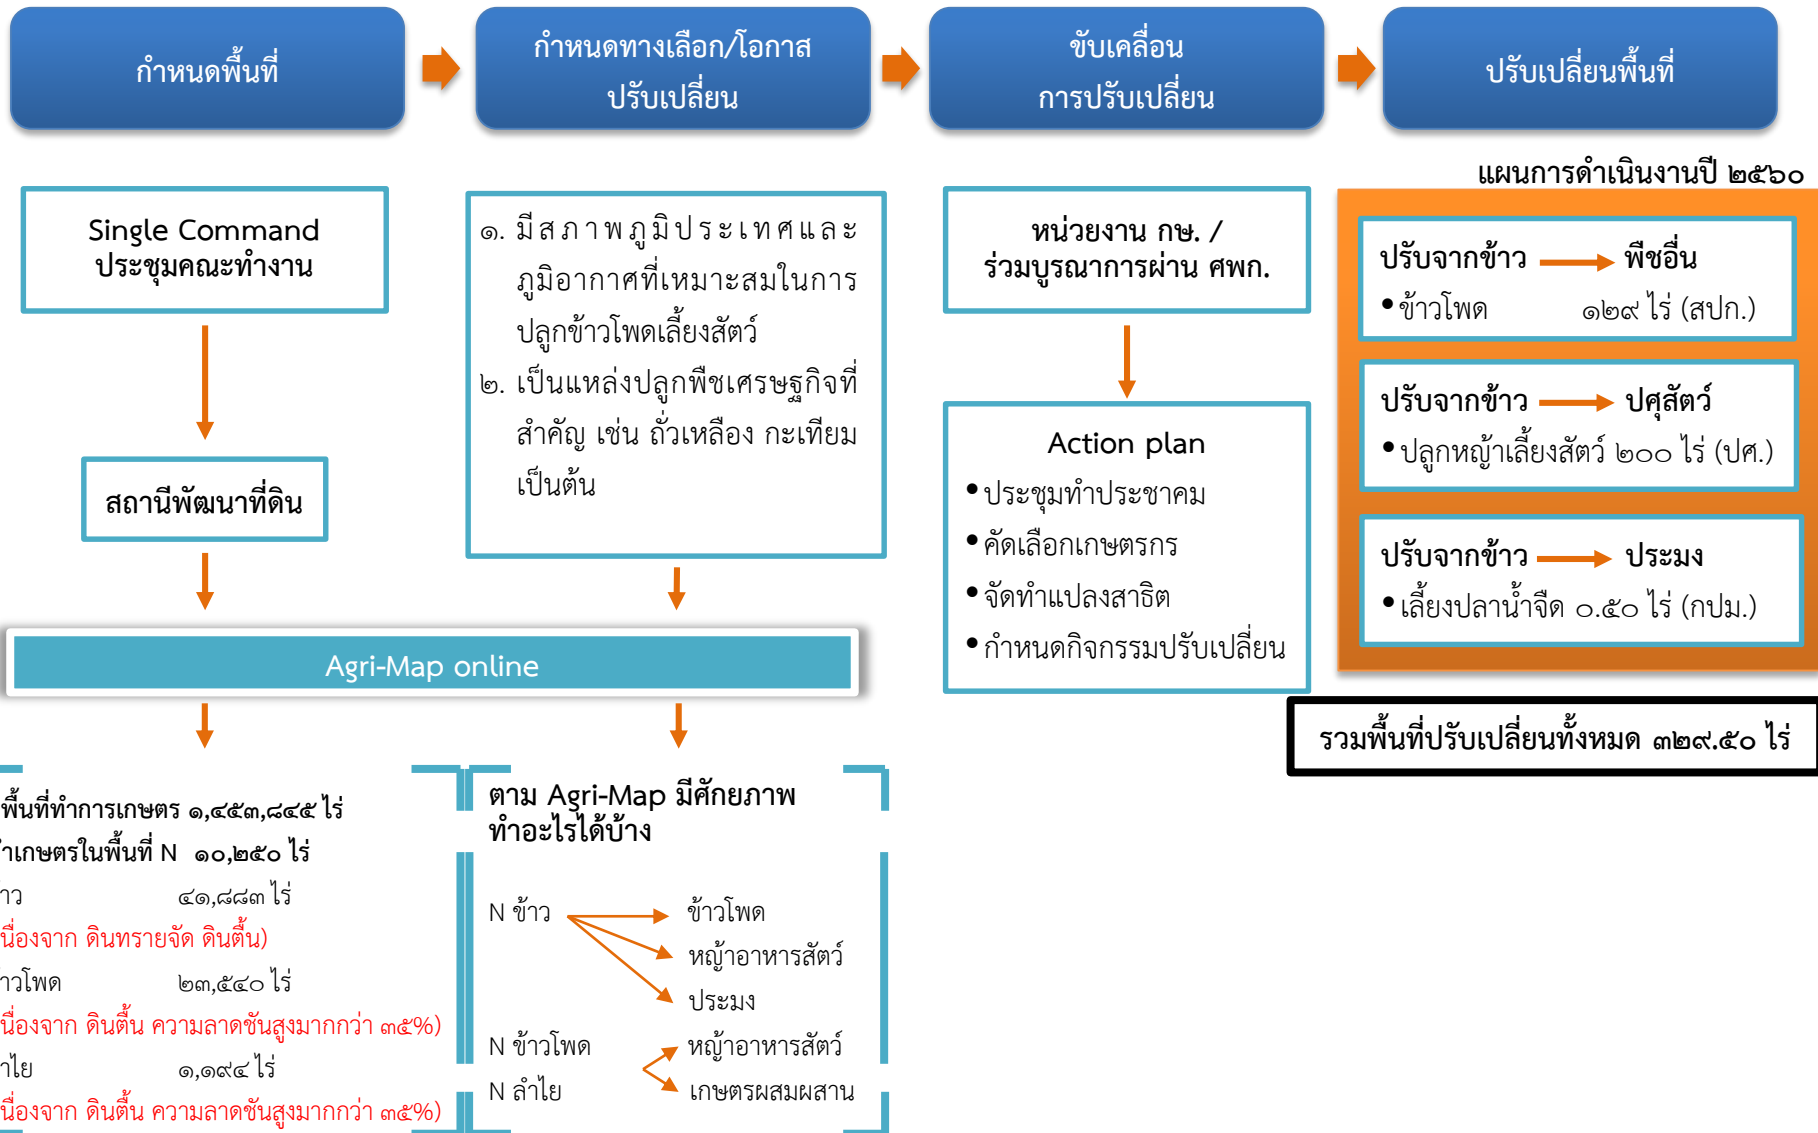 กำหนดพื้นที่
กำหนดทางเลือก/โอกาส
ปรับเปลี่ยน
ขับเคลื่อน
การปรับเปลี่ยน
ปรับเปลี่ยนพื้นที่
Single Command
ประชุมคณะทำงาน
สถานีพัฒนาที่ดิน
๑. มีสภาพภูมิประเทศและ
ภูมิอากาศที่เหมาะสมในการ
ปลูกข้าวโพดเลี้ยงสัตว์
๒. เป็นแหล่งปลูกพืชเศรษฐกิจที่
สำคัญ เช่น ถั่วเหลือง กะเทียม
เป็นต้น
หน่วยงาน กษ. /
ร่วมบูรณาการผ่าน ศพก.
Action plan
•ประชุมทำประชาคม
•คัดเลือกเกษตรกร
•จัดทำแปลงสาธิต
•กำหนดกิจกรรมปรับเปลี่ยน
แผนการดำเนินงานปี ๒๕๖๐
ปรับจากข้าว พืชอื่น
•ข้าวโพด ๑๒๙ ไร่ (สปก.)
ปรับจากข้าว ปศุสัตว์
•ปลูกหญ้าเลี้ยงสัตว์ ๒๐๐ ไร่ (ปศ.)
ปรับจากข้าว ประมง
•เลี้ยงปลาน้ำจืด ๐.๕๐ ไร่ (กปม.)
รวมพื้นที่ปรับเปลี่ยนทั้งหมด ๓๒๙.๕๐ ไร่
Agri-Map online
พื้นที่ทำการเกษตร ๑,๔๕๓,๘๔๕ ไร่
ทำเกษตรในพื้นที่ N ๑๐,๒๕๐ ไร่
ข้าว ๔๑,๘๘๓ ไร่
นื่องจาก ดินทรายจัด ดินตื้น)
ข้าวโพด ๒๓,๕๔๐ ไร่
นื่องจาก ดินตื้น ความลาดชันสูงมากกว่า ๓๕%)
ลำไย ๑,๑๙๔ ไร่
นื่องจาก ดินตื้น ความลาดชันสูงมากกว่า ๓๕%)
ตาม Agri-Map มีศักยภาพ
ทำอะไรได้บ้าง
N ข้าว ข้าวโพด
หญ้าอาหารสัตว์
ประมง
N ข้าวโพด หญ้าอาหารสัตว์
N ลำไย เกษตรผสมผสาน